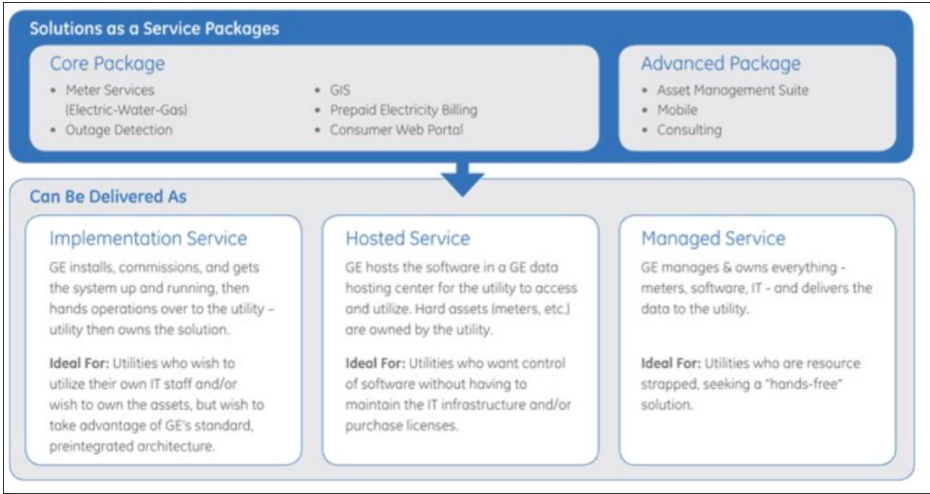 Solutions as a Service Packages
Core Package
• Meter Services
(Electric-Water-Gas)
• Outage Detection
• GIS
• Prepaid Electricity Billing
• Consumer Web Portal
Advanced Package
• Asset Management Suite
• Mobile
• Consulting
Can Be Delivered As
Implementation Service
GE installs, commissions, and gets
the system up and running, then
hands operations over to the utility –
utility then owns the solution.
Ideal For: Utilities who wish to
utilize their own IT staff and/or
wish to own the assets, but wish to
take advantage of GE's standard,
preintegrated architecture.
Hosted Service
GE hosts the software in a GE data
hosting center for the utility to access
and utilize. Hard assets (meters, etc.)
are owned by the utility.
Ideal For: Utilities who want control
of software without having to
maintain the IT infrastructure and/or
purchase licenses.
Managed Service
GE manages & owns everything -
meters, software, IT - and delivers the
data to the utility.
Ideal For: Utilities who are resource
strapped, seeking a "hands-free"
solution.